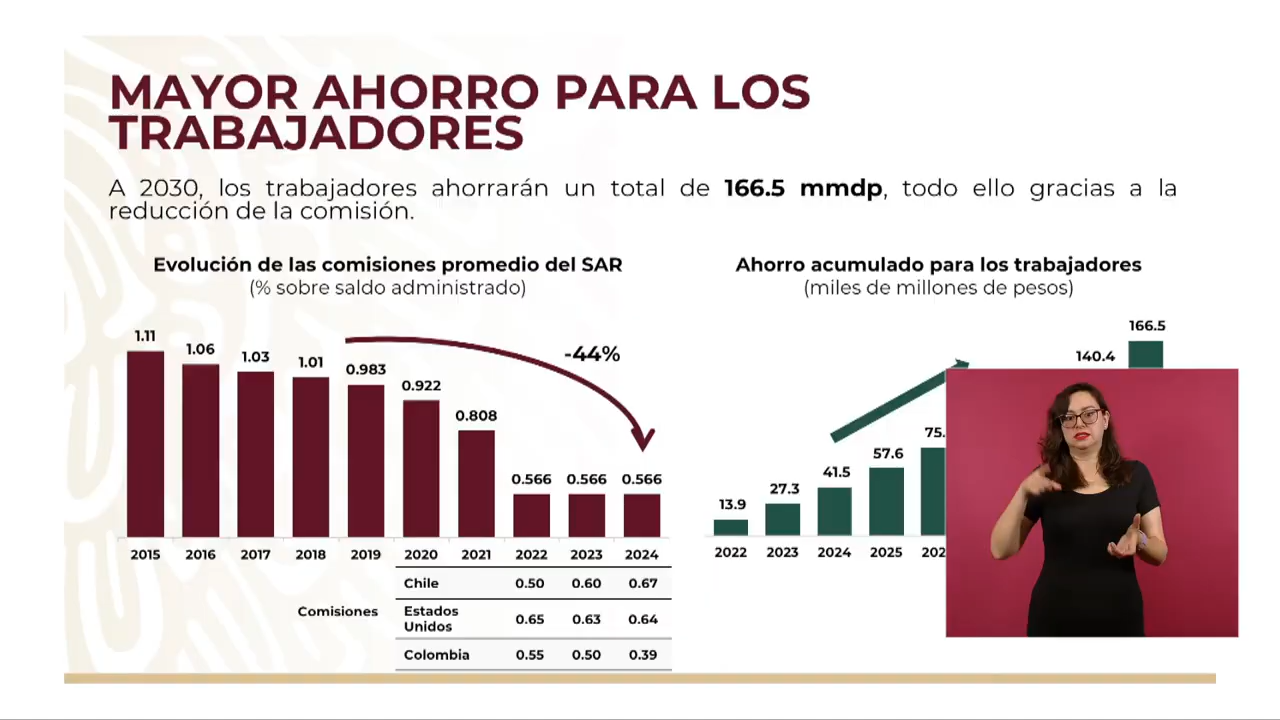 MAYOR AHORRO PARA LOS
TRABAJADORES
A 2030, los trabajadores ahorrarán un total de 166.5 mmdp, todo ello gracias a la
reducción de la comisión.
Evolución de las comisiones promedio del SAR
(% sobre saldo administrado)
1.11 1.06 1.03 1.01 0.983 0.922 0.808 0.566 0.566 0.566
-44%
2015 2016 2017 2018 2019 2020 2021 2022 2023 2024
Comisiones
Chile 0.50 0.60 0.67
Estados
Unidos 0.65 0.63 0.64
Colombia 0.55 0.50 0.39
Ahorro acumulado para los trabajadores
(miles de millones de pesos)
13.9 27.3 41.5 57.6 140.4 166.5
2022 2023 2024 2025